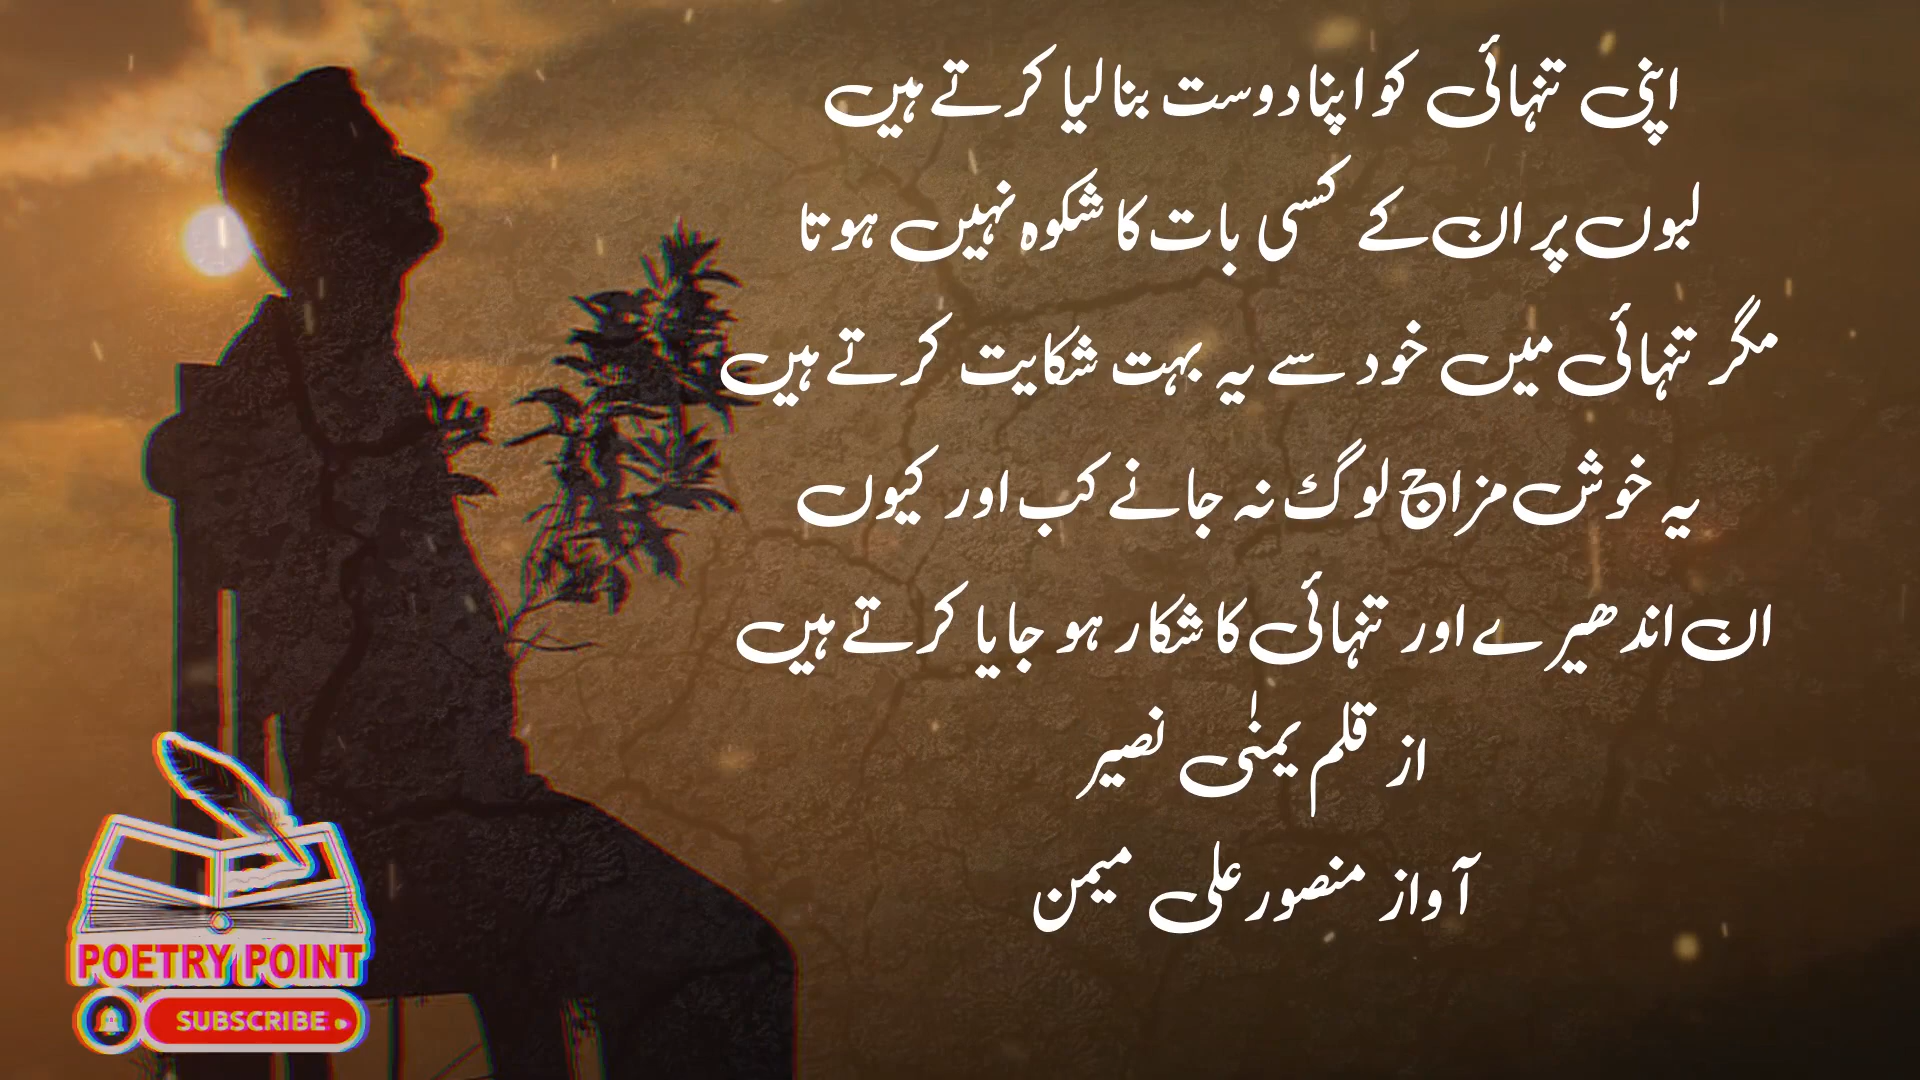 اپنی تنہائی کو اپنا دوست بنا لیا کرتے ہیں
لبوں پر ان کے کسی بات کا شکوہ نہیں ہوتا
مگر تنہائی میں خود سے یہ بہت شکایت کرتے ہیں
یہ خوش مزاج لوگ نہ جانے کب اور کیوں
ان اندھیرے اور تنہائی کا شکار ہو جایا کرتے ہیں
از قلم یمنٰی نصیر
آواز منصور علی میمن
POETRY POINT
SUBSCRIBE